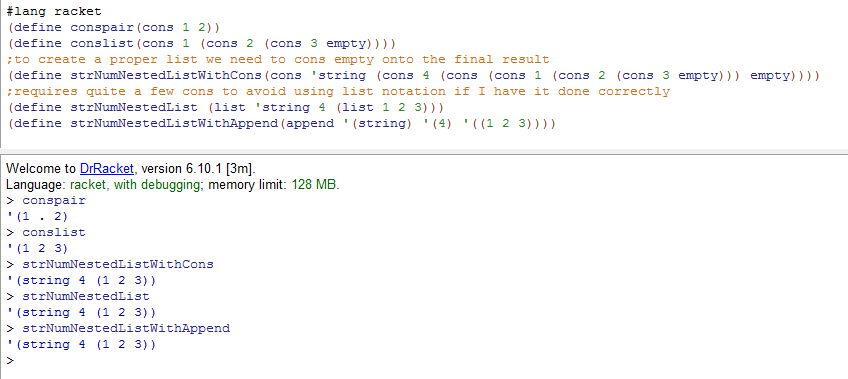 #lang racket
(define conspair(cons 1 2))
(define conslist(cons 1 (cons 2 (cons 3 empty))))
;to create a proper list we need to cons empty onto the final result
(define strNumNestedListWithCons(cons 'string (cons 4 (cons (cons 1 (cons 2 (cons 3 empty))) empty))))
;requires quite a few cons to avoid using list notation if I have it done correctly
(define strNumNestedList (list 'string 4 (list 1 2 3)))
(define strNumNestedListWithAppend(append '(string) '(4) '((1 2 3))))
Welcome to DrRacket, version 6.10.1 [3m].
Language: racket, with debugging; memory limit: 128 MB.
> conspair
'(1 . 2)
> conslist
'(1 2 3)
> strNumNestedListWithCons
'(string 4 (1 2 3))
> strNumNestedList
'(string 4 (1 2 3))
> strNumNestedListWithAppend
'(string 4 (1 2 3))
>